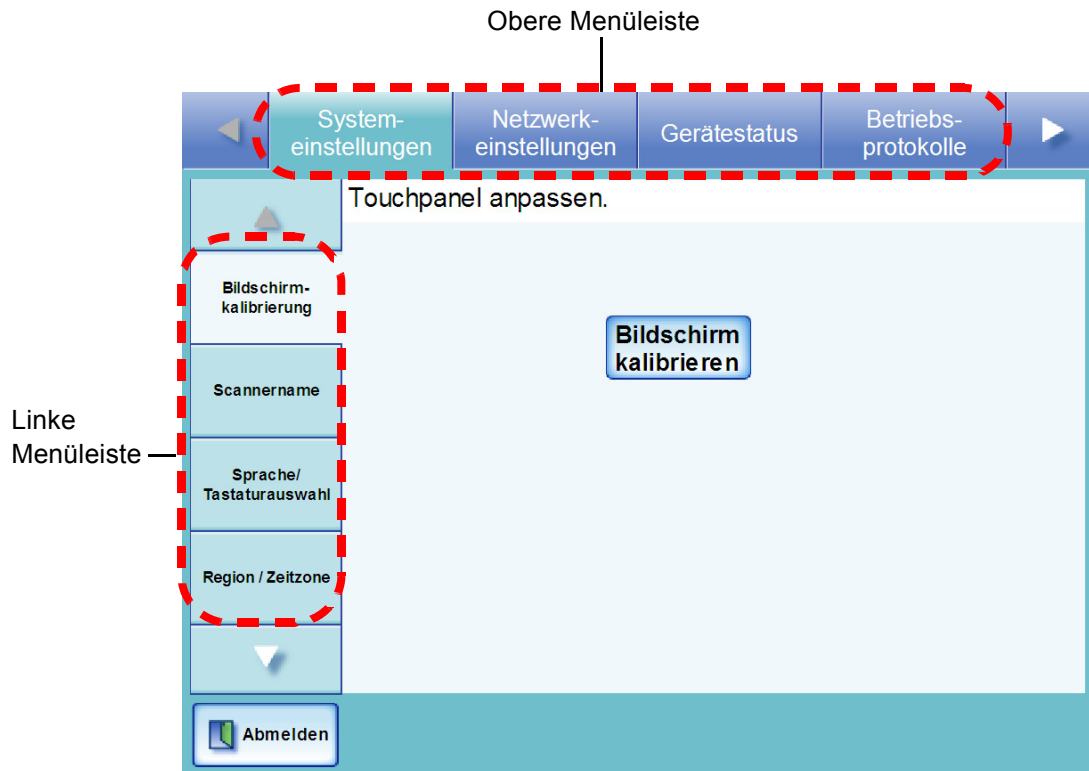 Obere Menüleiste
System-
einstellungen
Netzwerk-
einstellungen
Gerätestatus
Betriebs-
protokolle
Touchpanel anpassen.
Bildschirm-
kalibrierung
Bildschirm
kalibrieren
Scannername
Linke
Menüleiste
Sprache/
Tastaturauswahl
Region / Zeitzone
Abmelden